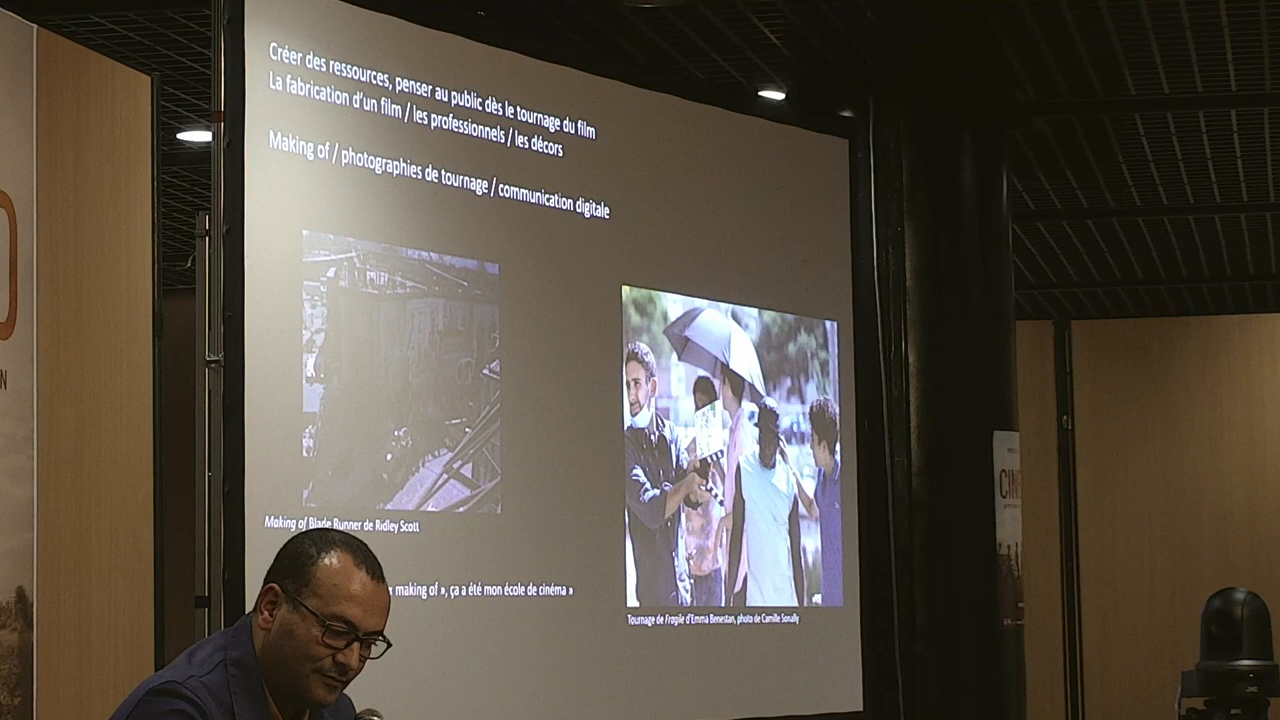 Créer des ressources, penser au public dès le tournage du film
La fabrication d'un film / les professionnels / les décors
Making of / photographies de tournage / communication digitale
Making of Blade Runner de Ridley Scott
« making of », ça a été mon école de cinéma »
Tournage de Fragile d'Emma Benestan, photo de Camille Sonally
N
CIN
JVC